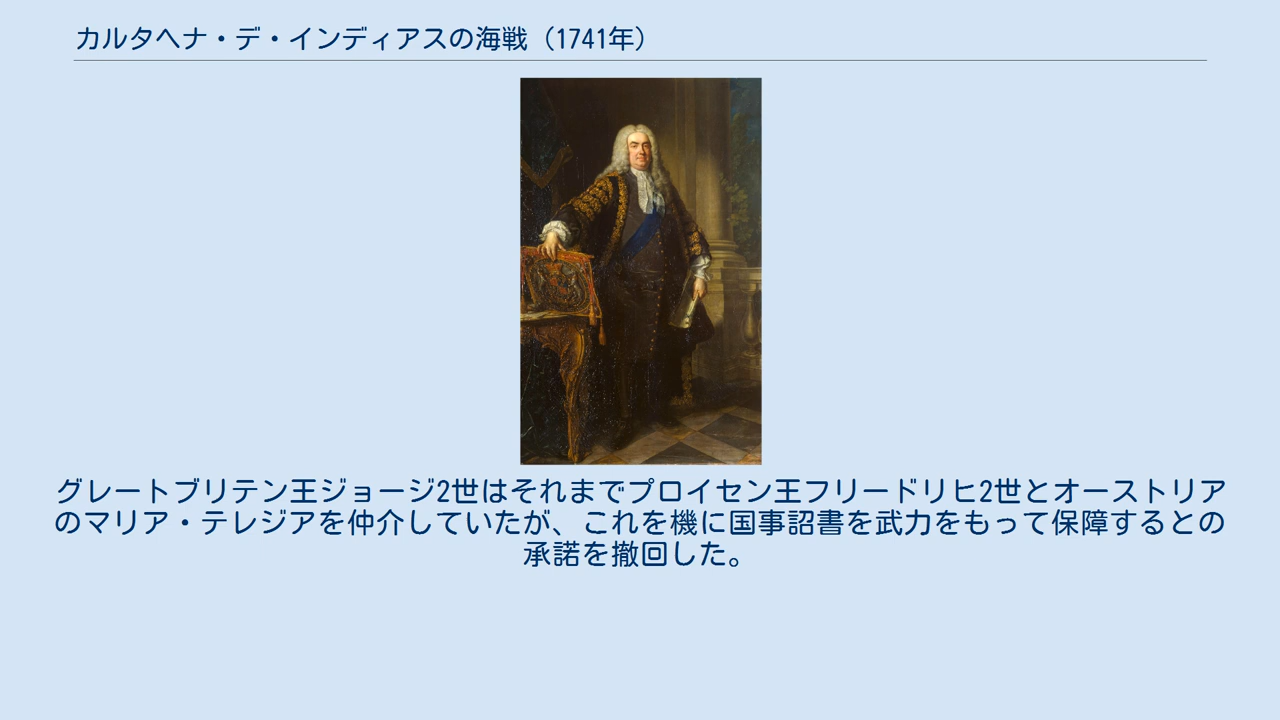 カルタヘナ・デ・インディアスの海戦（1741年）
グレートブリテン王ジョージ2世はそれまでプロイセン王フリードリヒ2世とオーストリア
のマリア・テレジアを仲介していたが、これを機に国事詔書を武力をもって保障するとの
承諾を撤回した。